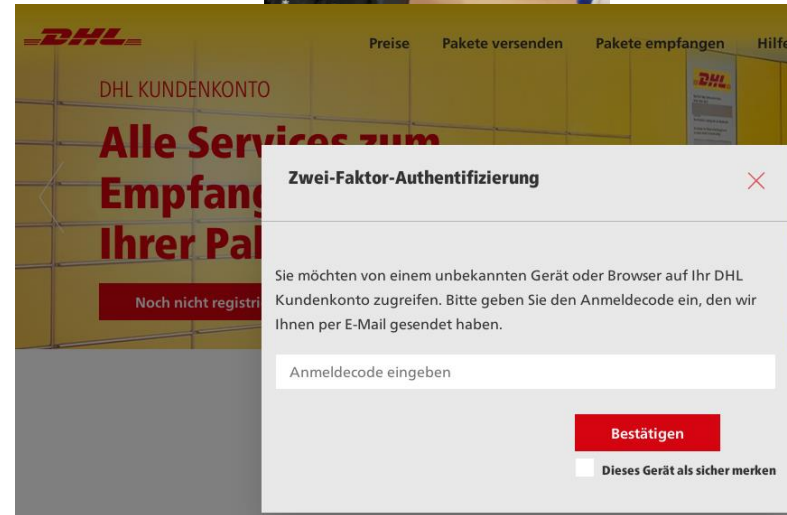 DHL
Preise Pakete versenden Pakete empfangen Hilfe
DHL KUNDENKONTO
DHL
Alle Services zum
Empfang
Ihrer Pak
Noch nicht registri
Zwei-Faktor-Authentifizierung
Sie möchten von einem unbekannten Gerät oder Browser auf Ihr DHL
Kundenkonto zugreifen. Bitte geben Sie den Anmeldecode ein, den wir
Ihnen per E-Mail gesendet haben.
Anmeldecode eingeben
Bestätigen
Dieses Gerät als sicher merken